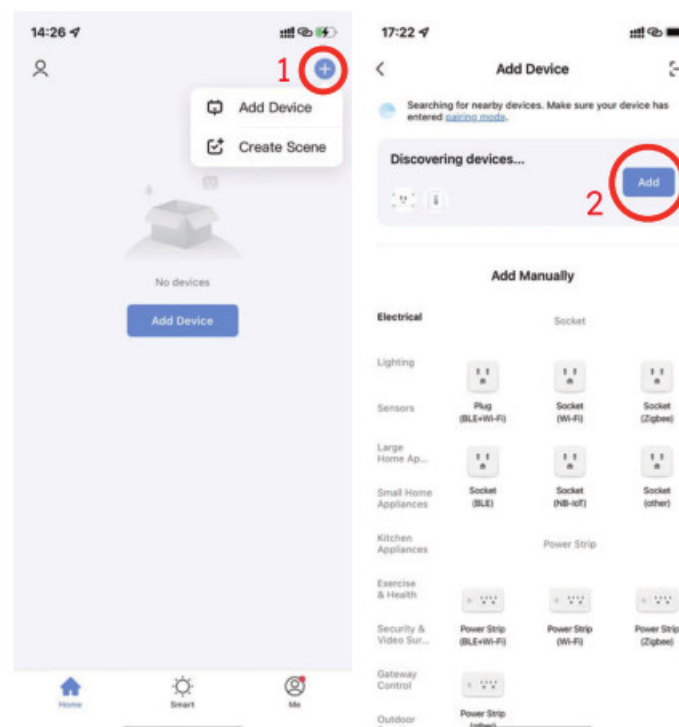 14:26
1
Add Device
Create Scene
No devices
Add Device
Home
Smart
Me
17:22
Add Device
Searching for nearby devices. Make sure your device has
entered pairing mode.
Discovering devices...
Add
2
Add Manually
Electrical
Lighting
Sensors
Large
Home Ap...
Small Home
Appliances
Kitchen
Appliances
Exercise
& Health
Security &
Video Sur...
Gateway
Control
Outdoor
Socket
Plug
(BLE+Wi-Fi)
Socket
(Wi-Fi)
Socket
(Zigbee)
Socket
(BLE)
Socket
(NB-IoT)
Socket
(other)
Power Strip
Power Strip
(BLE+Wi-Fi)
Power Strip
(Wi-Fi)
Power Strip
(Zigbee)
Power Strip
(other)